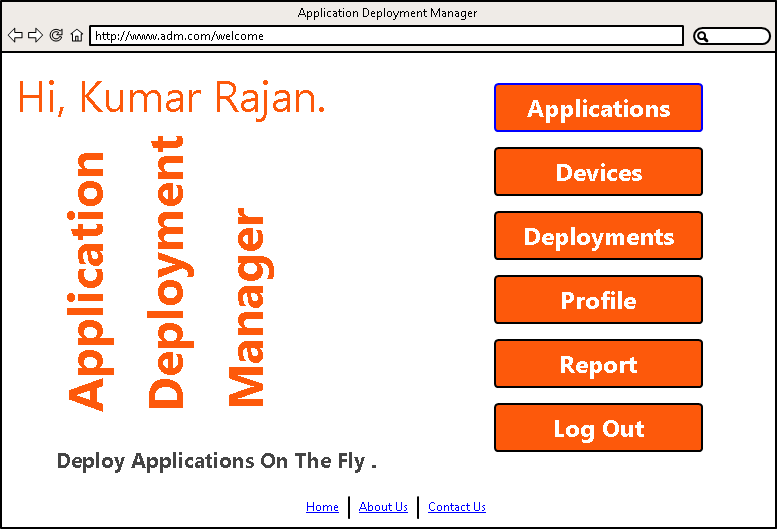 Application Deployment Manager
http://www.adm.com/welcome
Hi, Kumar Rajan.
Application
Deployment
Manager
Deploy Applications On The Fly .
Applications
Devices
Deployments
Profile
Report
Log Out
Home
About Us
Contact Us